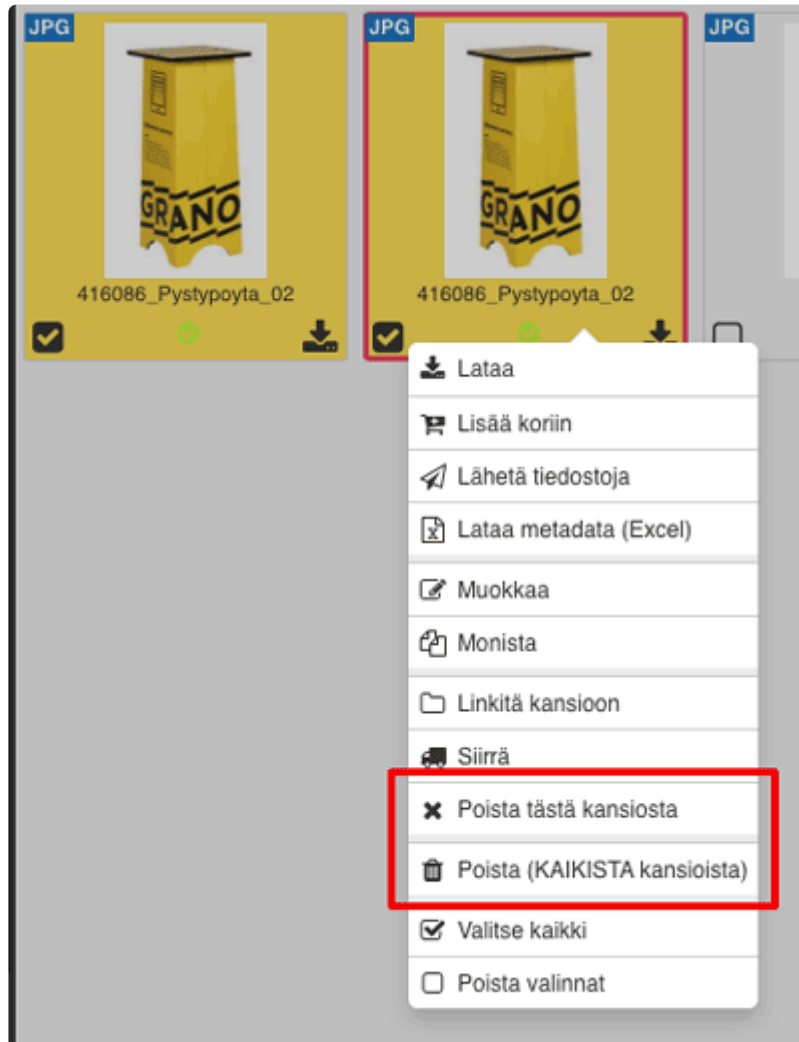 JPG
JPG
JPG
GRANO
GRANO
416086_Pystypoyta_02
416086_Pystypoyta_02
Lataa
Lisää koriin
Lähetä tiedostoja
Lataa metadata (Excel)
Muokkaa
Monista
Linkitä kansioon
Siirrä
Poista tästä kansiosta
Poista (KAIKISTA kansioista)
Valitse kaikki
Poista valinnat